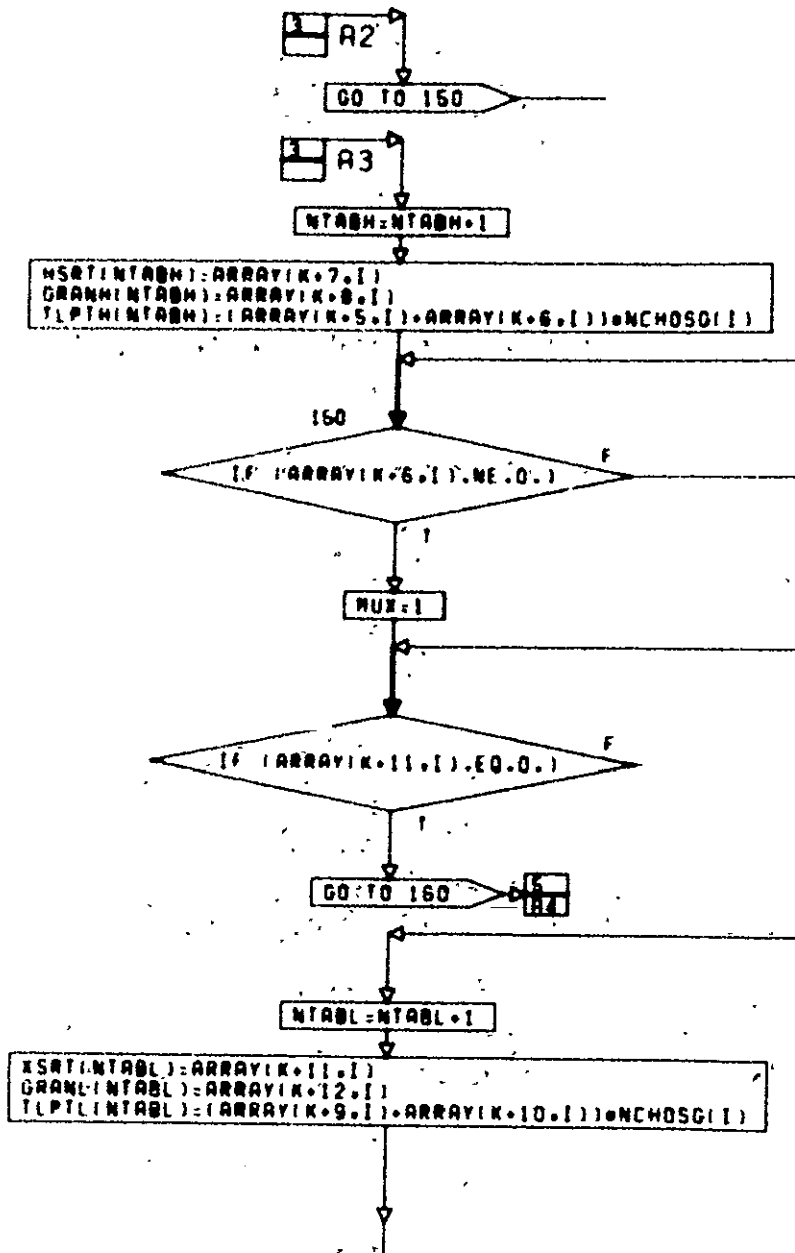 3
A2
GO TO 150
3
A3
NTABH=NTABH+1
HSRT(NTABH)=ARRAY(K+7,I)
GRANH(NTABH)=ARRAY(K+8,I)
TLPTH(NTABH)=(ARRAY(K+5,I)+ARRAY(K+6,I))*NCHOSG(I)
150
IF (ARRAY(K+6,I).NE.0.)
F
T
MUX=1
IF (ARRAY(K+11,I).EQ.0.)
F
T
GO TO 160
5
A4
NTABL=NTABL+1
XSRT(NTABL)=ARRAY(K+11,I)
GRANL(NTABL)=ARRAY(K+12,I)
TLPTL(NTABL)=(ARRAY(K+9,I)+ARRAY(K+10,I))*NCHOSG(I)